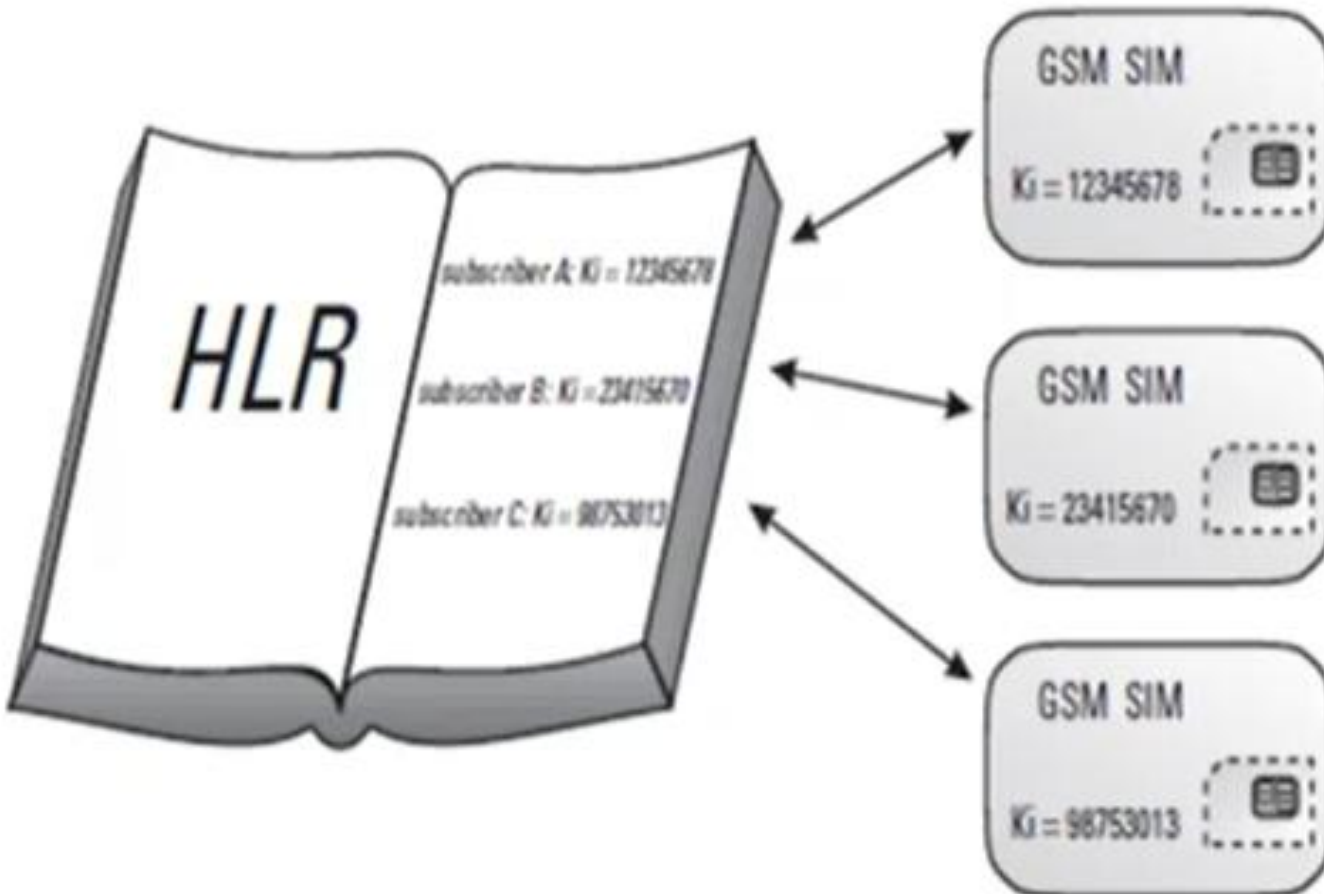 HLR
subscriber A: Ki = 12345678
subscriber B: Ki = 23415670
subscriber C: Ki = 98753013
GSM SIM
Ki = 12345678
GSM SIM
Ki = 23415670
GSM SIM
Ki = 98753013